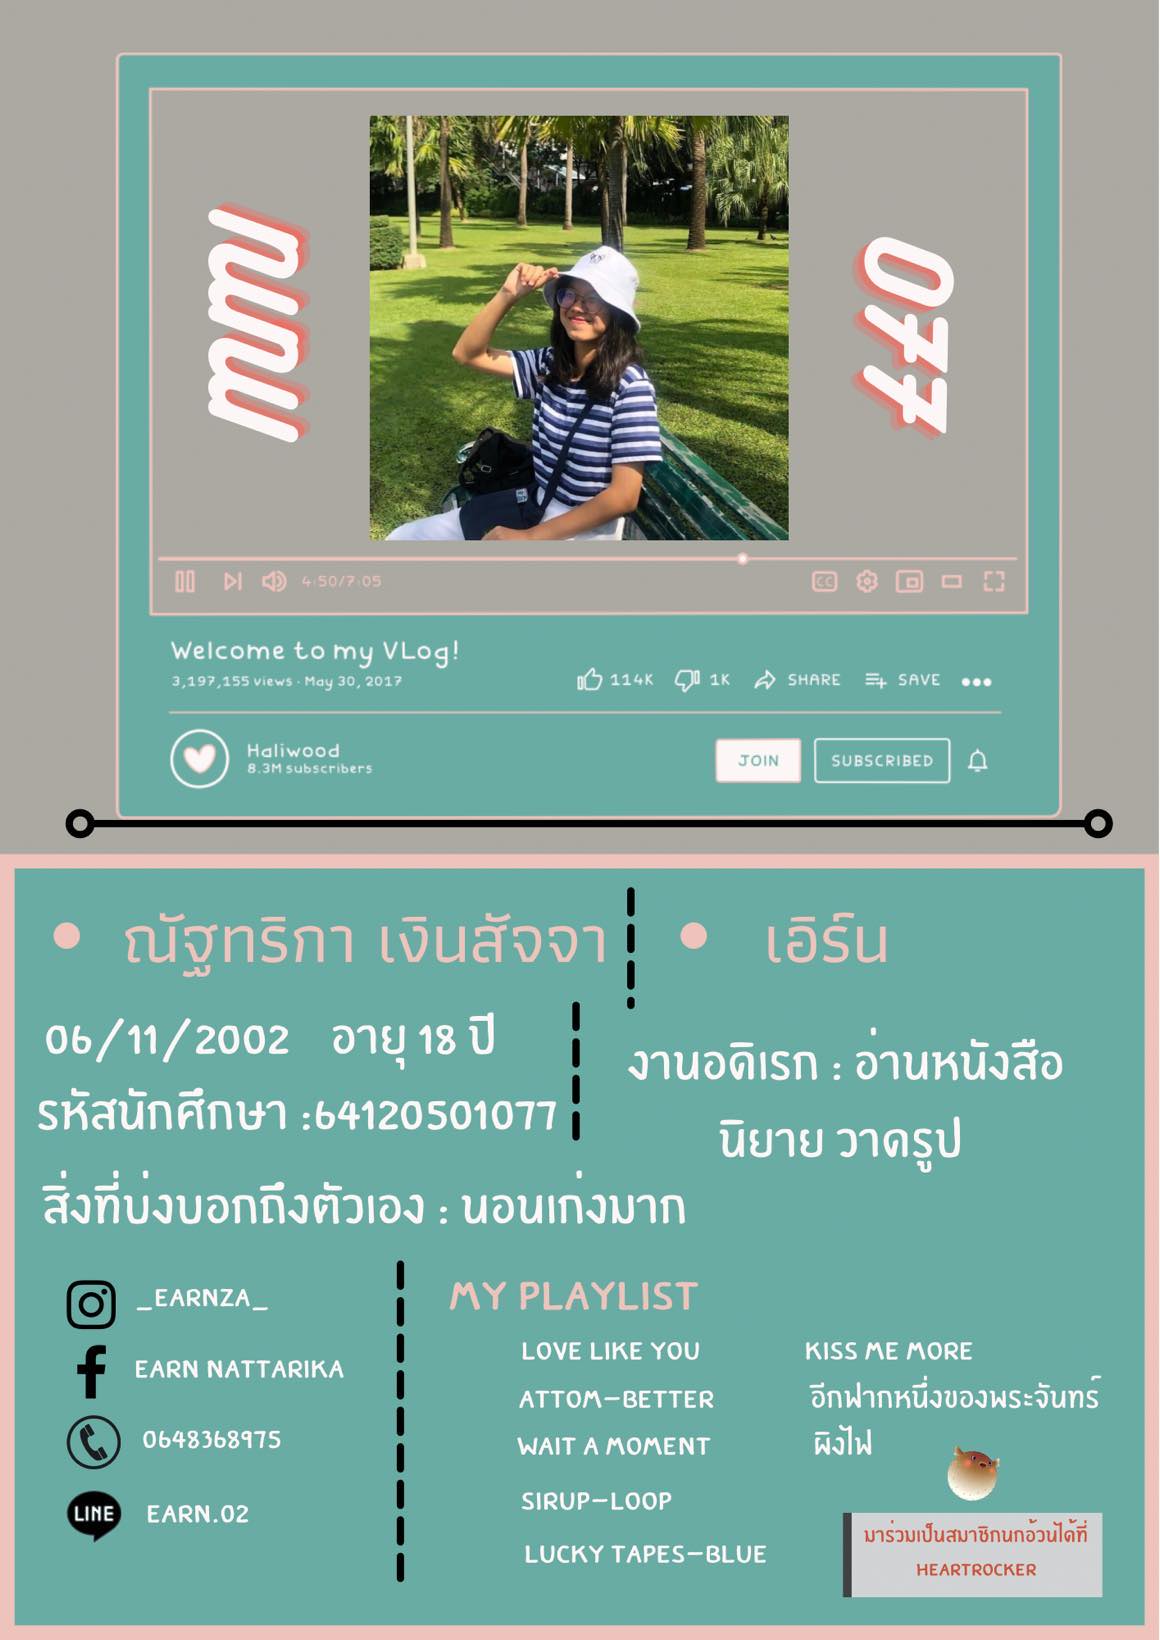 MMM
077
4:50/7:05
CC
Welcome to my VLog!
3,197,155 views · May 30, 2017
114K
1K
SHARE
SAVE
Haliwood
8.3M subscribers
JOIN
SUBSCRIBED
• ณัฐทริกา เงินสัจจา
• เอิร์น
06/11/2002 อายุ 18 ปี
รหัสนักศึกษา :64120501077
งานอดิเรก : อ่านหนังสือ
นิยาย วาดรูป
สิ่งที่บ่งบอกถึงตัวเอง : นอนเก่งมาก
_EARNZA_
EARN NATTARIKA
0648368975
LINE
EARN.02
MY PLAYLIST
LOVE LIKE YOU
ATTOM–BETTER
WAIT A MOMENT
SIRUP–LOOP
LUCKY TAPES–BLUE
KISS ME MORE
อีกฟากหนึ่งของพระจันทร์
ผิงไฟ
มาร่วมเป็นสมาชิกนกอ้วนได้ที่
HEARTROCKER